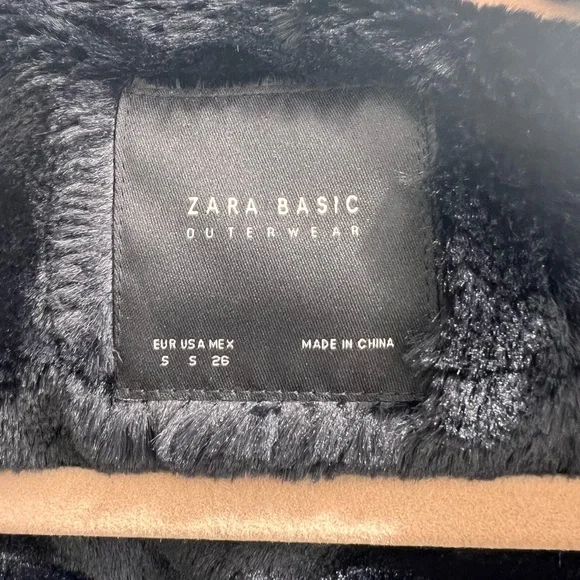 ZARA BASIC
OUTERWEAR
EUR USA MEX MADE IN CHINA
S S 26